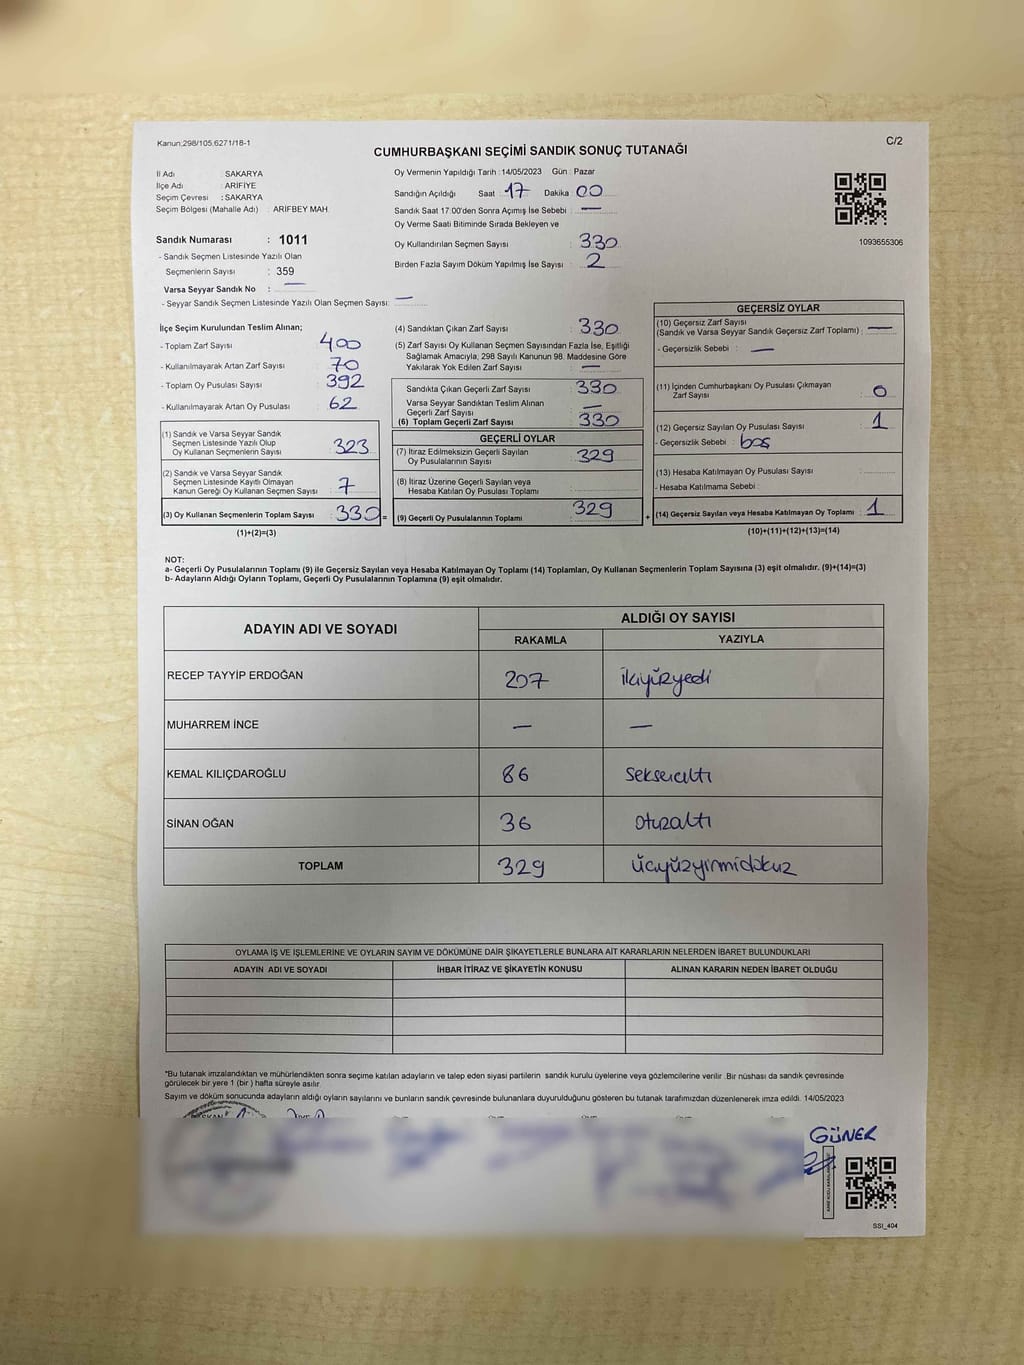 Kanun;298/105,6271/18-1
C/2
CUMHURBAŞKANI SEÇİMİ SANDIK SONUÇ TUTANAĞI
İl Adı : SAKARYA
İlçe Adı : ARİFİYE
Seçim Çevresi : SAKARYA
Seçim Bölgesi (Mahalle Adı) : ARİFBEY MAH.
Sandık Numarası : 1011
- Sandık Seçmen Listesinde Yazılı Olan
Seçmenlerin Sayısı : 359
Varsa Seyyar Sandık No : —
- Seyyar Sandık Seçmen Listesinde Yazılı Olan Seçmen Sayısı: —
Oy Vermenin Yapıldığı Tarih : 14/05/2023 Gün : Pazar
Sandığın Açıldığı Saat : 17 Dakika : 00
Sandık Saat 17.00'den Sonra Açımış İse Sebebi : —
Oy Verme Saati Bitiminde Sırada Bekleyen ve
Oy Kullandırılan Seçmen Sayısı : 330
Birden Fazla Sayım Döküm Yapılmış İse Sayısı : 2
1093655306
İlçe Seçim Kurulundan Teslim Alınan;
- Toplam Zarf Sayısı : 400
- Kullanılmayarak Artan Zarf Sayısı : 70
- Toplam Oy Pusulası Sayısı : 392
- Kullanılmayarak Artan Oy Pusulası : 62
(1) Sandık ve Varsa Seyyar Sandık
Seçmen Listesinde Yazılı Olup
Oy Kullanan Seçmenlerin Sayısı : 323
(2) Sandık ve Varsa Seyyar Sandık
Seçmen Listesinde Kayıtlı Olmayan
Kanun Gereği Oy Kullanan Seçmen Sayısı : 7
(3) Oy Kullanan Seçmenlerin Toplam Sayısı : 330 =
(1)+(2)=(3)
(4) Sandıktan Çıkan Zarf Sayısı : 330
(5) Zarf Sayısı Oy Kullanan Seçmen Sayısından Fazla İse, Eşitliği
Sağlamak Amacıyla, 298 Sayılı Kanunun 98. Maddesine Göre
Yakılarak Yok Edilen Zarf Sayısı : —
Sandıkta Çıkan Geçerli Zarf Sayısı : 330
Varsa Seyyar Sandıktan Teslim Alınan
Geçerli Zarf Sayısı : —
(6) Toplam Geçerli Zarf Sayısı : 330
GEÇERLİ OYLAR
(7) İtiraz Edilmeksizin Geçerli Sayılan
Oy Pusulalarının Sayısı : 329
(8) İtiraz Üzerine Geçerli Sayılan veya
Hesaba Katılan Oy Pusulası Toplamı :
(9) Geçerli Oy Pusulalarının Toplamı : 329 +
GEÇERSİZ OYLAR
(10) Geçersiz Zarf Sayısı
(Sandık ve Varsa Seyyar Sandık Geçersiz Zarf Toplamı) : —
- Geçersizlik Sebebi : —
(11) İçinden Cumhurbaşkanı Oy Pusulası Çıkmayan
Zarf Sayısı : 0
(12) Geçersiz Sayılan Oy Pusulası Sayısı : 1
- Geçersizlik Sebebi : boş
(13) Hesaba Katılmayan Oy Pusulası Sayısı :
- Hesaba Katılmama Sebebi :
(14) Geçersiz Sayılan veya Hesaba Katılmayan Oy Toplamı : 1
(10)+(11)+(12)+(13)=(14)
NOT:
a- Geçerli Oy Pusulalarının Toplamı (9) ile Geçersiz Sayılan veya Hesaba Katılmayan Oy Toplamı (14) Toplamları, Oy Kullanan Seçmenlerin Toplam Sayısına (3) eşit olmalıdır. (9)+(14)=(3)
b- Adayların Aldığı Oyların Toplamı, Geçerli Oy Pusulalarının Toplamına (9) eşit olmalıdır.
ADAYIN ADI VE SOYADI
ALDIĞI OY SAYISI
RAKAMLA YAZIYLA
RECEP TAYYİP ERDOĞAN 207 ikiyüzyedi
MUHARREM İNCE — —
KEMAL KILIÇDAROĞLU 86 seksenaltı
SİNAN OĞAN 36 otuzaltı
TOPLAM 329 üçyüzyirmidokuz
OYLAMA İŞ VE İŞLEMLERİNE VE OYLARIN SAYIM VE DÖKÜMÜNE DAİR ŞİKAYETLERLE BUNLARA AİT KARARLARIN NELERDEN İBARET BULUNDUKLARI
ADAYIN ADI VE SOYADI İHBAR İTİRAZ VE ŞİKAYETİN KONUSU ALINAN KARARIN NEDEN İBARET OLDUĞU
*Bu tutanak imzalandıktan ve mühürlendikten sonra seçime katılan adayların ve talep eden siyasi partilerin sandık kurulu üyelerine veya gözlemcilerine verilir .Bir nüshası da sandık çevresinde
görülecek bir yere 1 (bir ) hafta süreyle asılır.
Sayım ve döküm sonucunda adayların aldığı oyların sayılarını ve bunların sandık çevresinde bulunanlara duyurulduğunu gösteren bu tutanak tarafımızdan düzenlenerek imza edildi. 14/05/2023
GÜNER
SSI_404